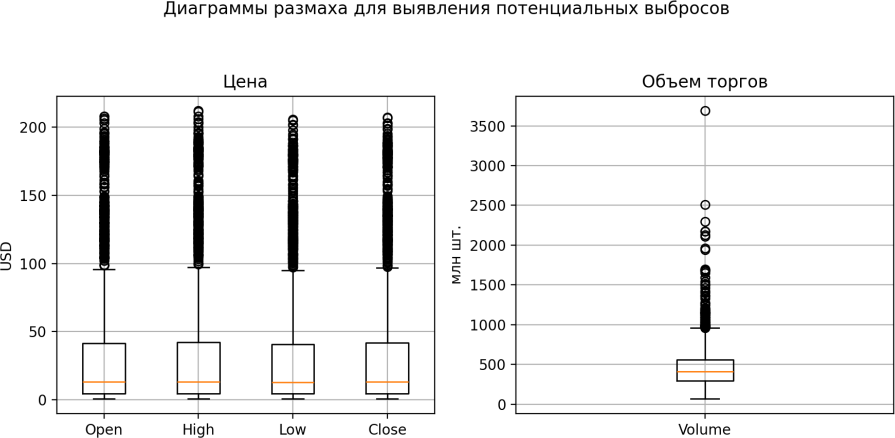 Диаграммы размаха для выявления потенциальных выбросов
Цена
USD
200
150
100
50
0
Open High Low Close
Объем торгов
млн шт.
3500
3000
2500
2000
1500
1000
500
0
Volume